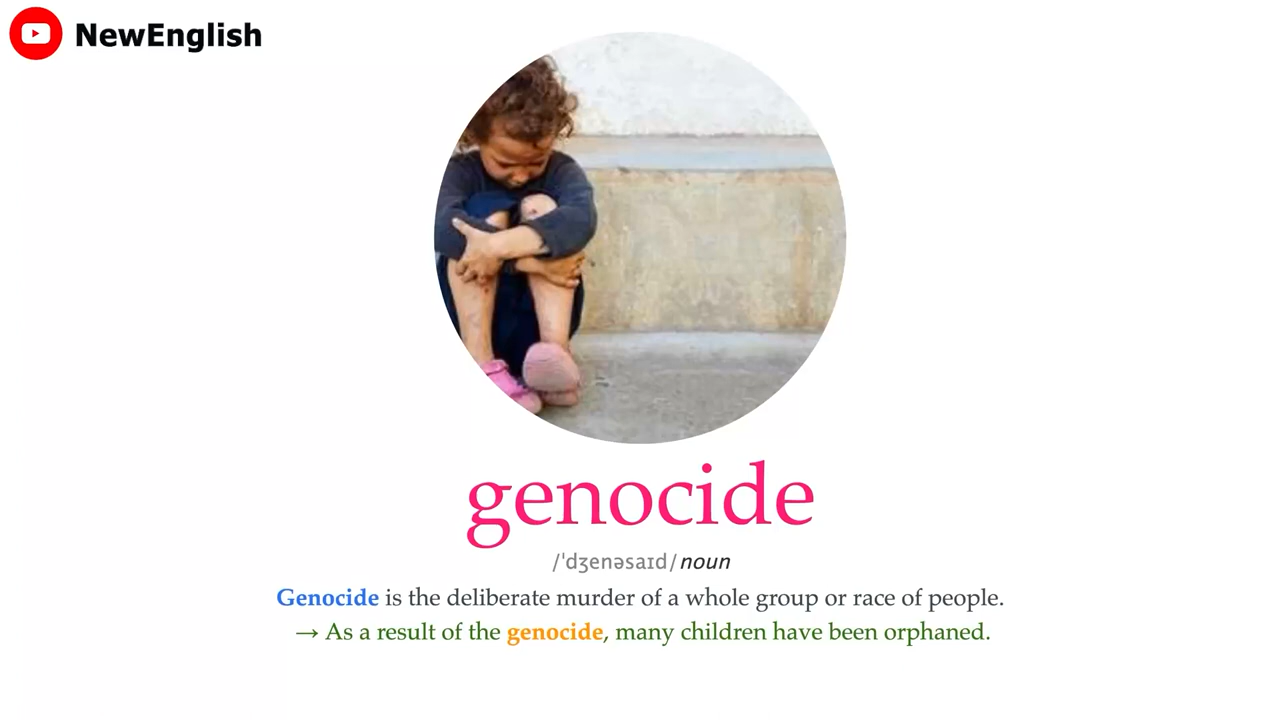 NewEnglish
genocide
/ˈdʒenəsaɪd/noun
Genocide is the deliberate murder of a whole group or race of people.
→ As a result of the genocide, many children have been orphaned.